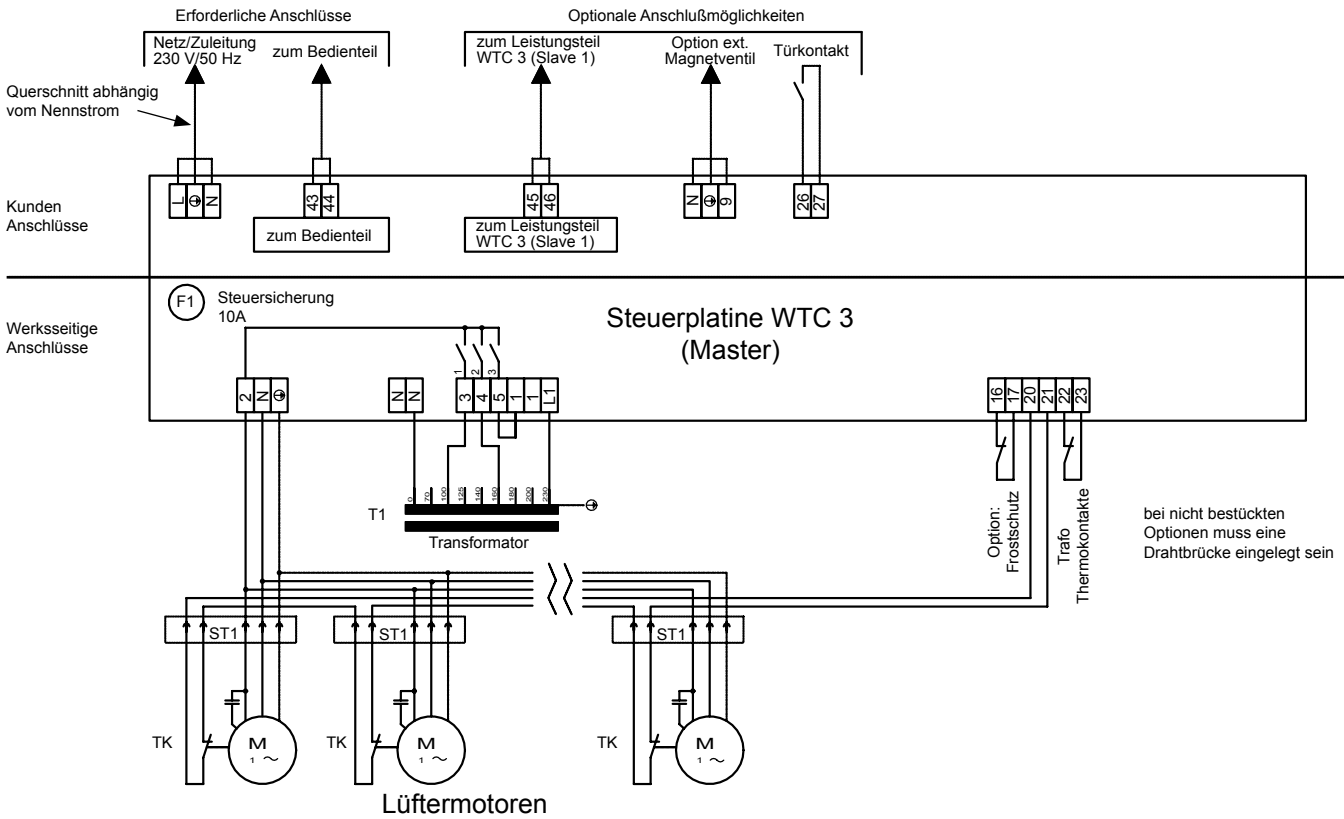 Erforderliche Anschlüsse
Optionale Anschlußmöglichkeiten
Netz/Zuleitung
230 V/50 Hz
zum Bedienteil
zum Leistungsteil
WTC 3 (Slave 1)
Option ext.
Magnetventil
Türkontakt
Querschnitt abhängig
vom Nennstrom
Kunden
Anschlüsse
L N
43 44
45 46
N 9
26 27
zum Bedienteil
zum Leistungsteil
WTC 3 (Slave 1)
F1
Steuersicherung
10A
Steuerplatine WTC 3
(Master)
Werksseitige
Anschlüsse
1 2 3
2 N
N N
3 4 5 1 1 L1
16 17 20 21 22 23
0 70 100 125 140 160 180 200 230
T1
Transformator
Option:
Frostschutz
Trafo
Thermokontakte
bei nicht bestückten
Optionen muss eine
Drahtbrücke eingelegt sein
ST1
ST1
ST1
TK
M
1 ~
TK
M
1 ~
TK
M
1 ~
Lüftermotoren